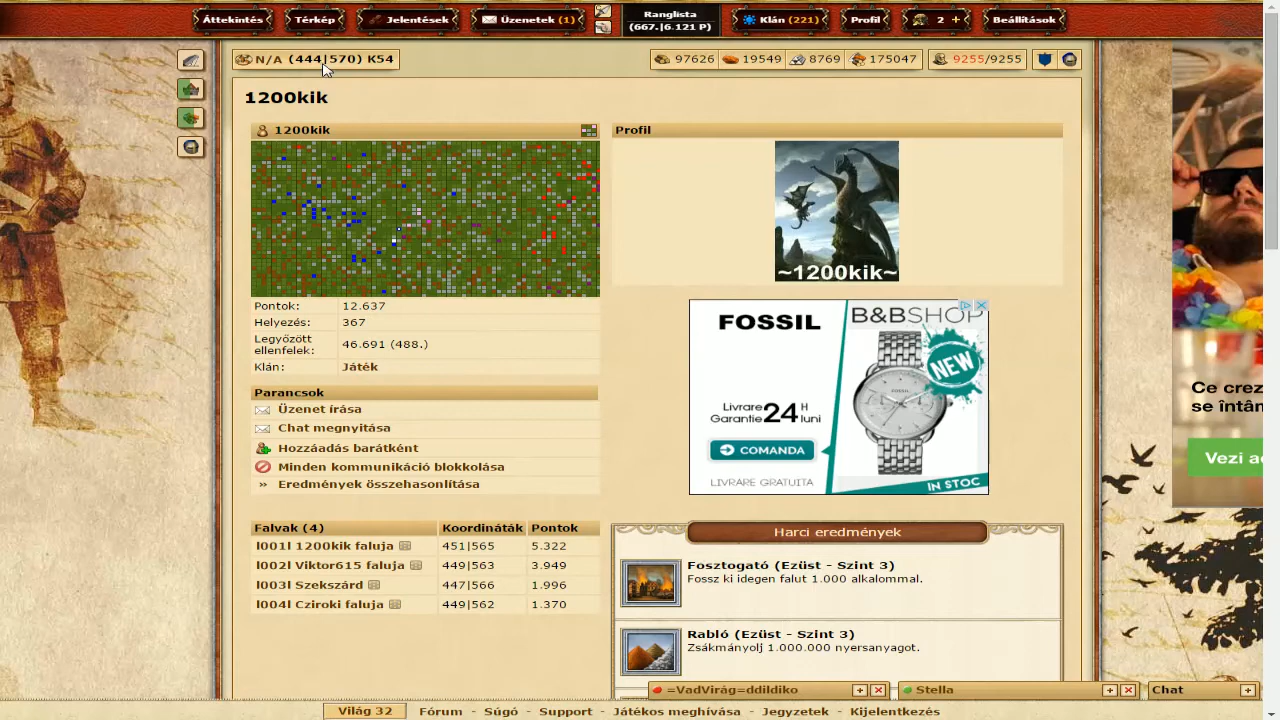 Áttekintés Térkép Jelentések Üzenetek (1) Ranglista Klán (221) Profil 2 + Beállítások
(667.|6.121 P)
N/A (444|570) K54 97626 19549 8769 175047 9255/9255
1200kik
1200kik
Profil
~1200kik~
Pontok: 12.637
Helyezés: 367
Legyőzött ellenfelek: 46.691 (488.)
Klán: Játék
Parancsok
Üzenet írása
Chat megnyitása
Hozzáadás barátként
Minden kommunikáció blokkolása
» Eredmények összehasonlítása
FOSSIL B&BSHOP
NEW
Livrare 24 H
Garantie luni
COMANDA
LIVRARE GRATUITA
IN STOC
Ce crez
se întân
Vezi ac
Falvak (4) Koordináták Pontok
l001l 1200kik faluja 451|565 5.322
l002l Viktor615 faluja 449|563 3.949
l003l Szekszárd 447|566 1.996
l004l Cziroki faluja 449|562 1.370
Harci eredmények
Fosztogató (Ezüst - Szint 3)
Fossz ki idegen falut 1.000 alkalommal.
Rabló (Ezüst - Szint 3)
Zsákmányolj 1.000.000 nyersanyagot.
=VadVirág=ddildiko Stella Chat
Világ 32 Fórum - Súgó - Support - Játékos meghívása - Jegyzetek - Kijelentkezés